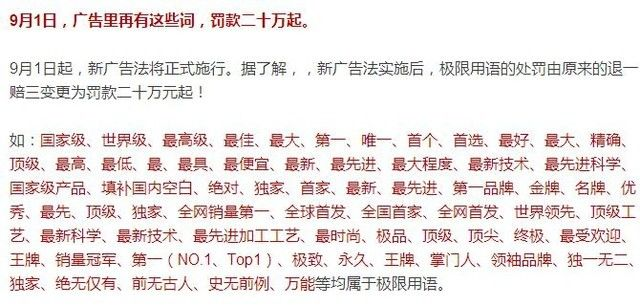 9月1日，广告里再有这些词，罚款二十万起。
9月1日起，新广告法将正式施行。据了解，，新广告法实施后，极限用语的处罚由原来的退一
赔三变更为罚款二十万元起！
如：国家级、世界级、最高级、最佳、最大、第一、唯一、首个、首选、最好、最大、精确、
顶级、最高、最低、最、最具、最便宜、最新、最先进、最大程度、最新技术、最先进科学、
国家级产品、填补国内空白、绝对、独家、首家、最新、最先进、第一品牌、金牌、名牌、优
秀、最先、顶级、独家、全网销量第一、全球首发、全国首家、全网首发、世界领先、顶级工
艺、最新科学、最新技术、最先进加工工艺、最时尚、极品、顶级、顶尖、终极、最受欢迎、
王牌、销量冠军、第一（NO.1、Top1）、极致、永久、王牌、掌门人、领袖品牌、独一无二、
独家、绝无仅有、前无古人、史无前例、万能等均属于极限用语。